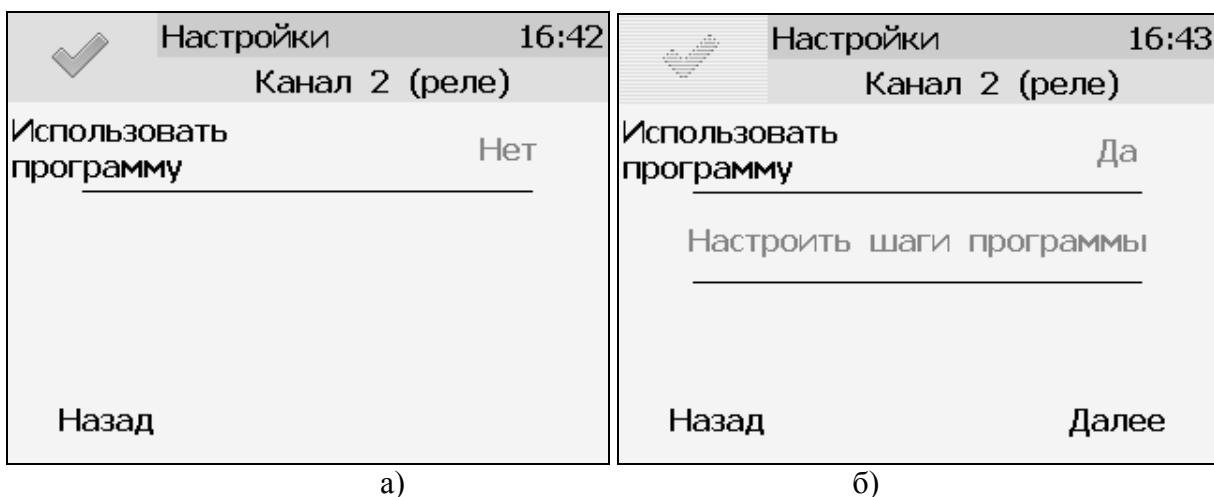 Настройки 16:42
Канал 2 (реле)
Использовать
программу
Нет
Назад
а)
Настройки 16:43
Канал 2 (реле)
Использовать
программу
Да
Настроить шаги программы
Назад Далее
б)